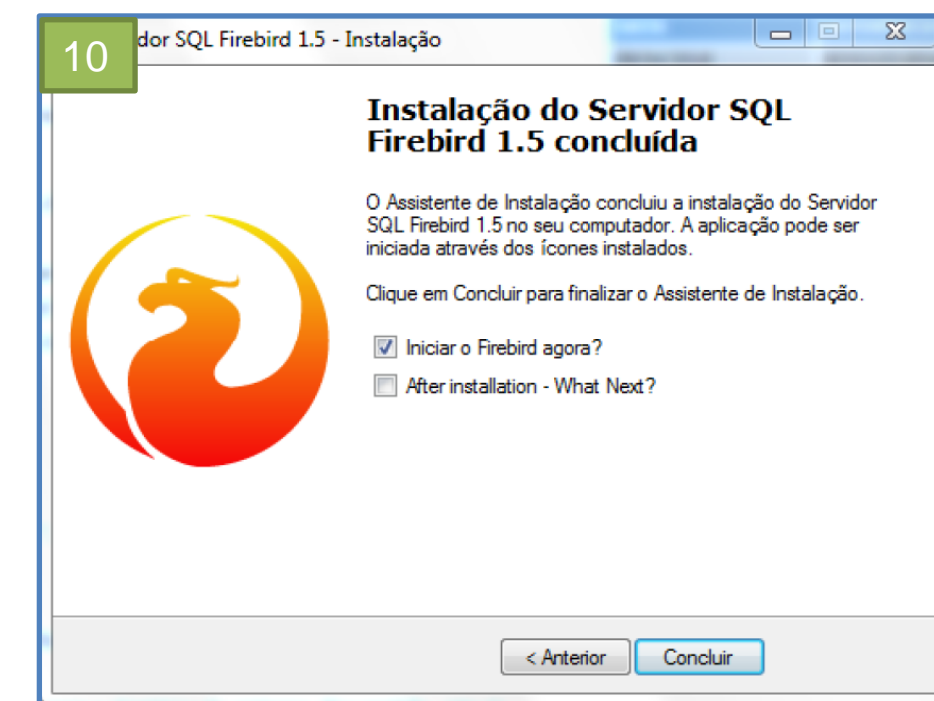 10
dor SQL Firebird 1.5 - Instalação
Instalação do Servidor SQL
Firebird 1.5 concluída
O Assistente de Instalação concluiu a instalação do Servidor
SQL Firebird 1.5 no seu computador. A aplicação pode ser
iniciada através dos ícones instalados.
Clique em Concluir para finalizar o Assistente de Instalação.
Iniciar o Firebird agora?
After installation - What Next?
< Anterior
Concluir